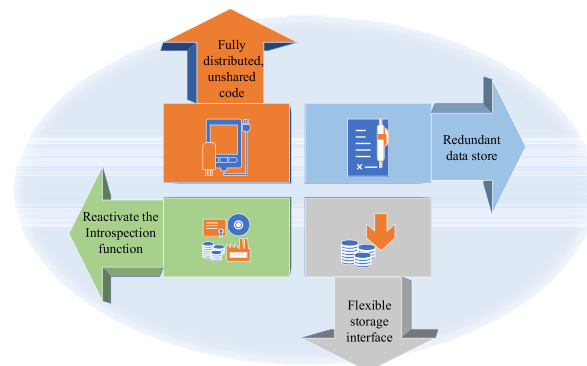 Fully
distributed,
unshared
code
Redundant
data store
Reactivate the
Introspection
function
Flexible
storage
interface